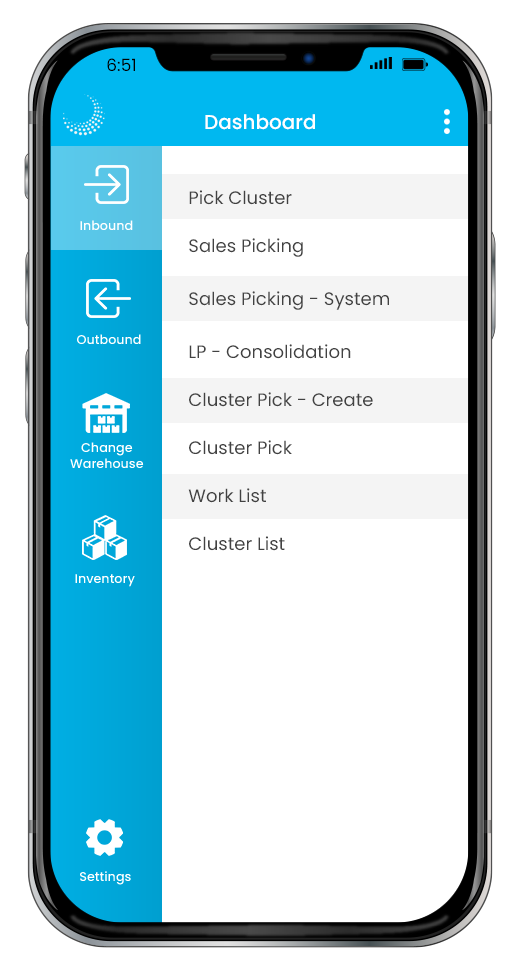 6:51
Dashboard
Inbound
Outbound
Change
Warehouse
Inventory
Settings
Pick Cluster
Sales Picking
Sales Picking - System
LP - Consolidation
Cluster Pick - Create
Cluster Pick
Work List
Cluster List